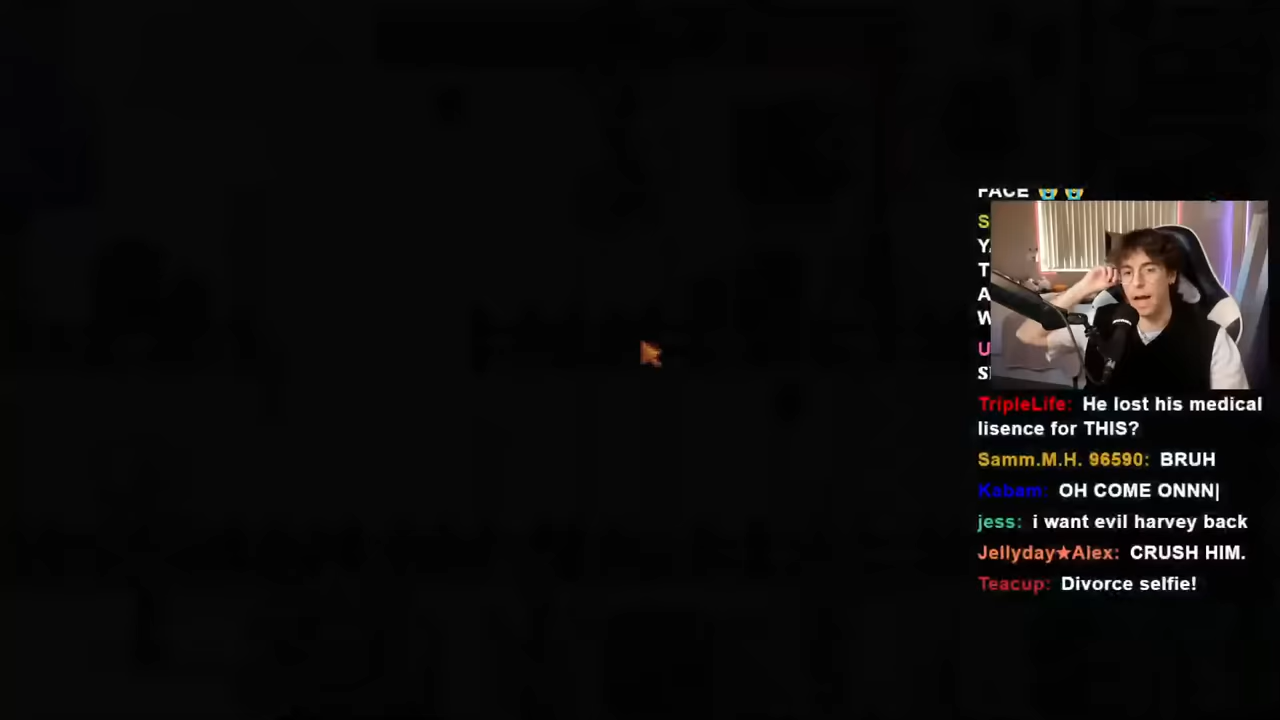 FACE 😭 😭
S
Y
T
A
W
U
S
TripleLife: He lost his medical
lisence for THIS?
Samm.M.H. 96590: BRUH
Kabam: OH COME ONNN|
jess: i want evil harvey back
Jellyday★Alex: CRUSH HIM.
Teacup: Divorce selfie!